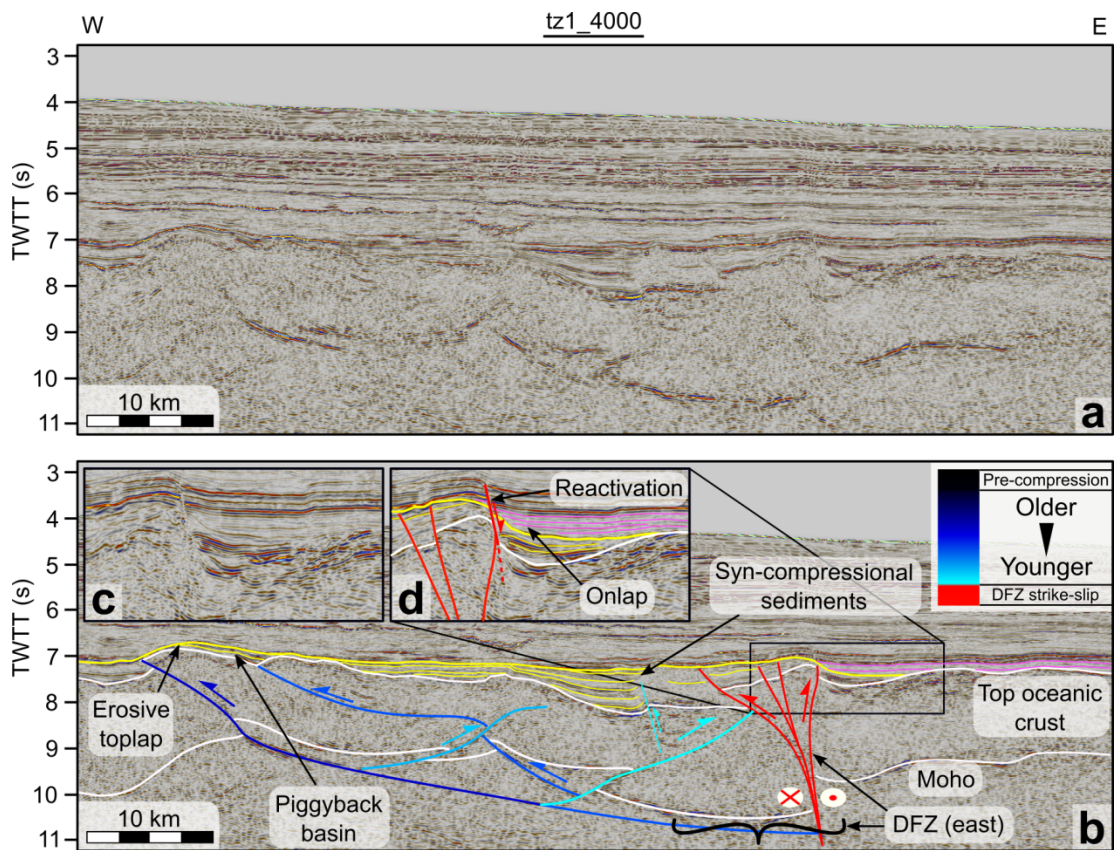 W
tz1_4000
E
TWTT (s)
3
4
5
6
7
8
9
10
11
10 km
a
TWTT (s)
3
4
5
6
7
8
9
10
11
c
d
Reactivation
Onlap
Syn-compressional
sediments
Pre-compression
Older
Younger
DFZ strike-slip
Erosive
toplap
Piggyback
basin
Top oceanic
crust
Moho
DFZ (east)
10 km
b